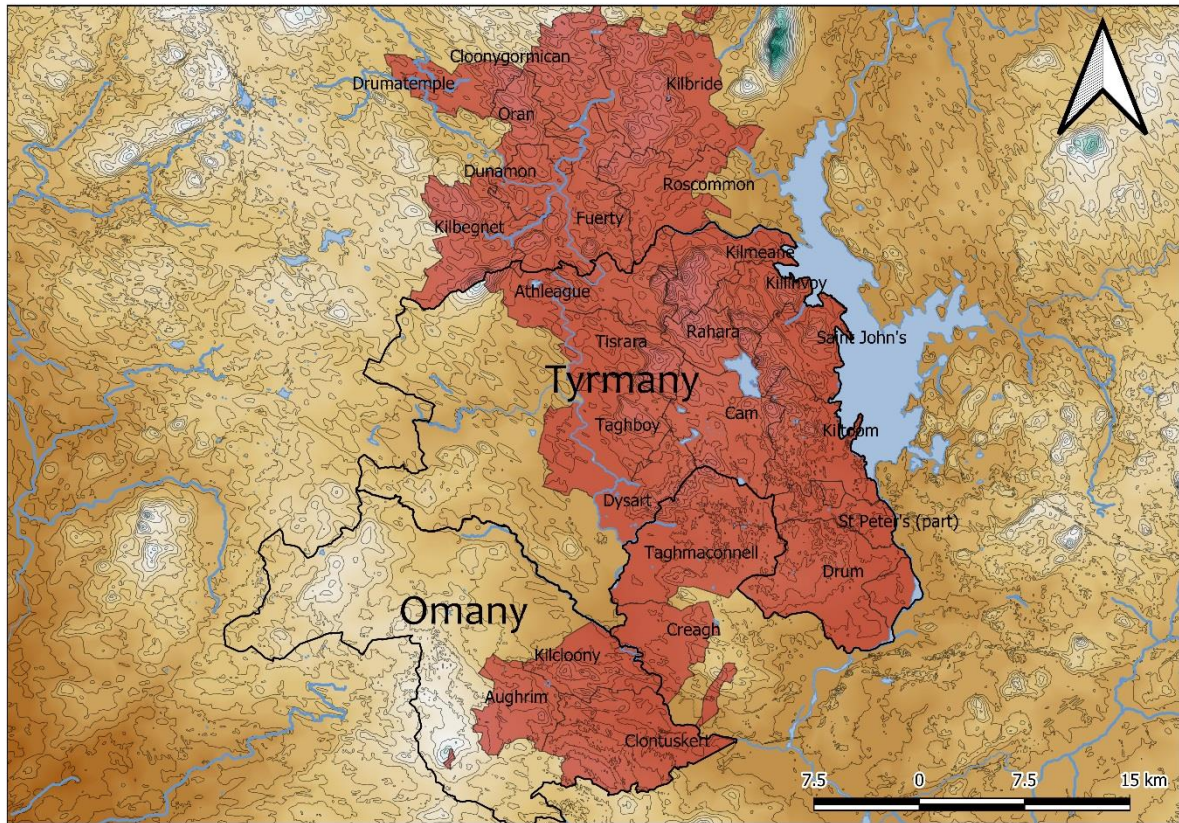 Cloonygormican
Drumatemple
Kilbride
Oran
Dunamon
Roscommon
Kilbegnet
Fuerty
Kilmeane
Athleague
Killinvoy
Rahara
Saint John's
Tisrara
Tyrmany
Cam
Taghboy
Kiltoom
Dysart
St Peter's (part)
Taghmaconnell
Drum
Omany
Creagh
Kilcloony
Aughrim
Clontuskert
7.5 0 7.5 15 km